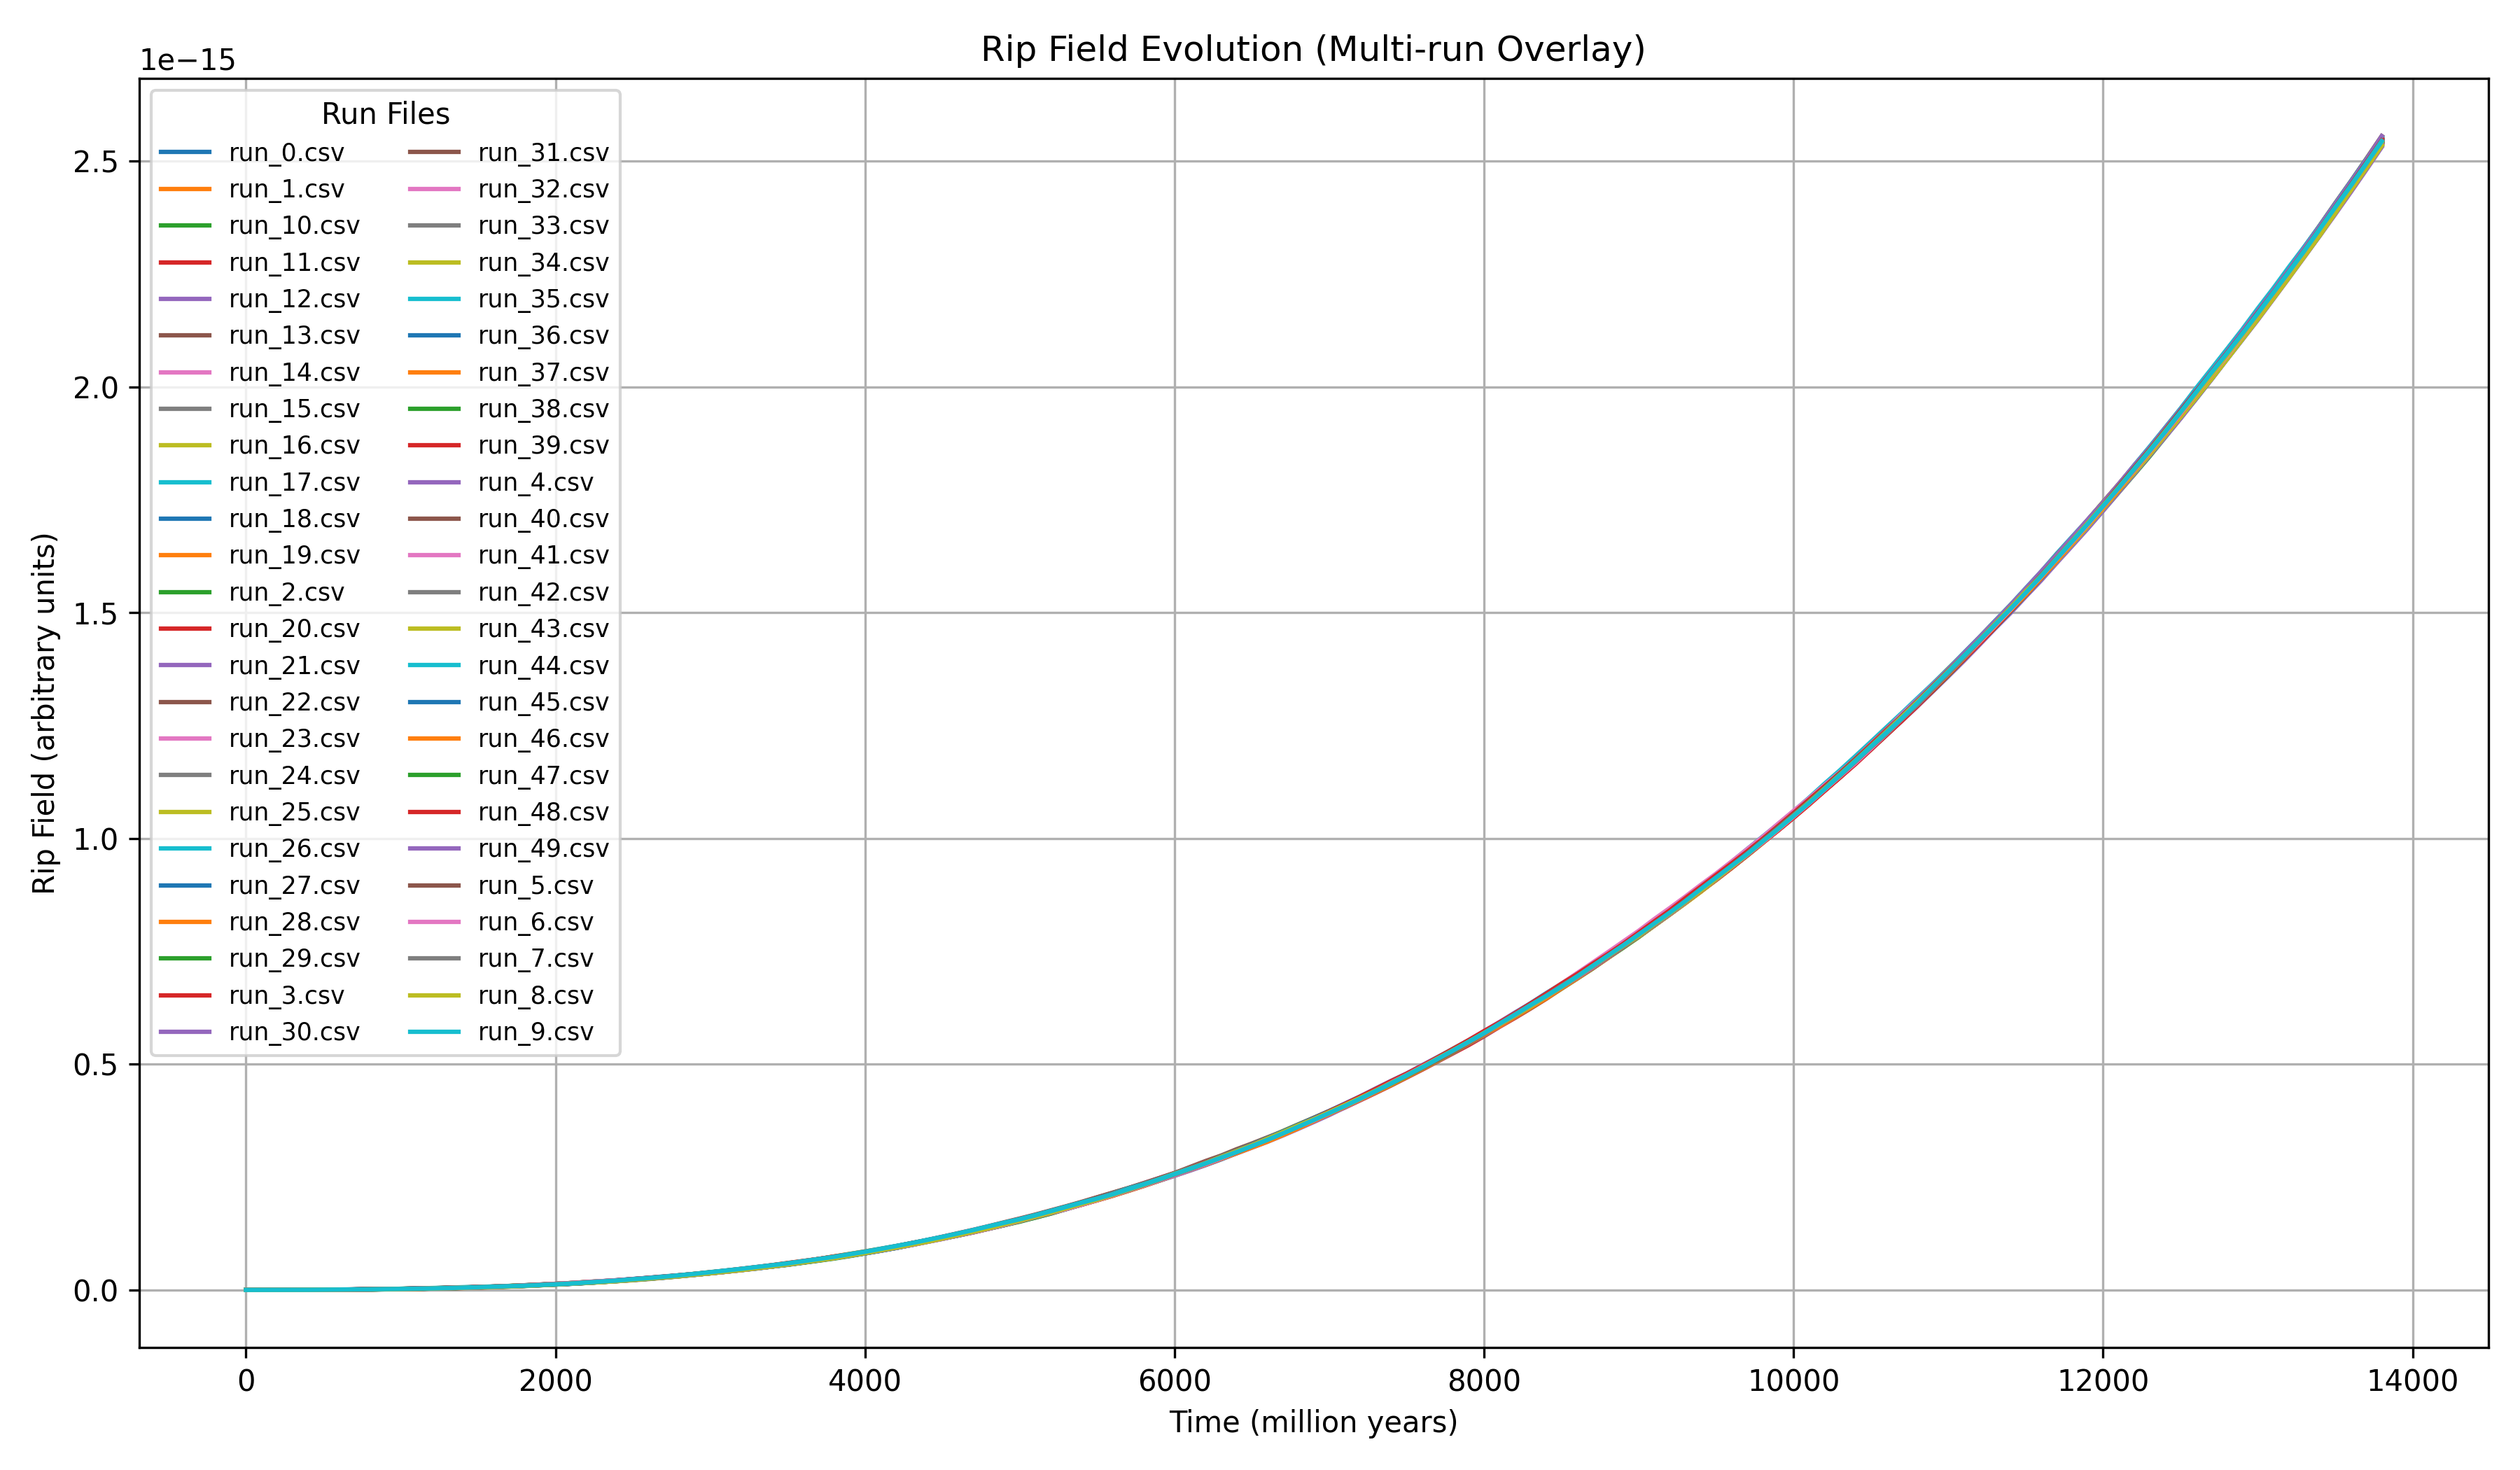 Rip Field Evolution (Multi-run Overlay)
1e−15
Run Files
run_0.csv
run_1.csv
run_10.csv
run_11.csv
run_12.csv
run_13.csv
run_14.csv
run_15.csv
run_16.csv
run_17.csv
run_18.csv
run_19.csv
run_2.csv
run_20.csv
run_21.csv
run_22.csv
run_23.csv
run_24.csv
run_25.csv
run_26.csv
run_27.csv
run_28.csv
run_29.csv
run_3.csv
run_30.csv
run_31.csv
run_32.csv
run_33.csv
run_34.csv
run_35.csv
run_36.csv
run_37.csv
run_38.csv
run_39.csv
run_4.csv
run_40.csv
run_41.csv
run_42.csv
run_43.csv
run_44.csv
run_45.csv
run_46.csv
run_47.csv
run_48.csv
run_49.csv
run_5.csv
run_6.csv
run_7.csv
run_8.csv
run_9.csv
Rip Field (arbitrary units)
2.5
2.0
1.5
1.0
0.5
0.0
0 2000 4000 6000 8000 10000 12000 14000
Time (million years)